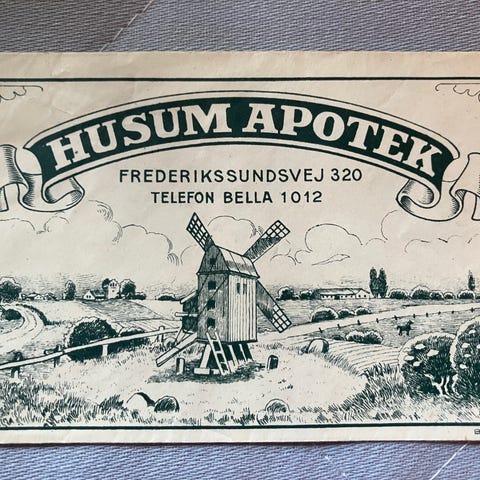 HUSUM APOTEK
FREDERIKSSUNDSVEJ 320
TELEFON BELLA 1012